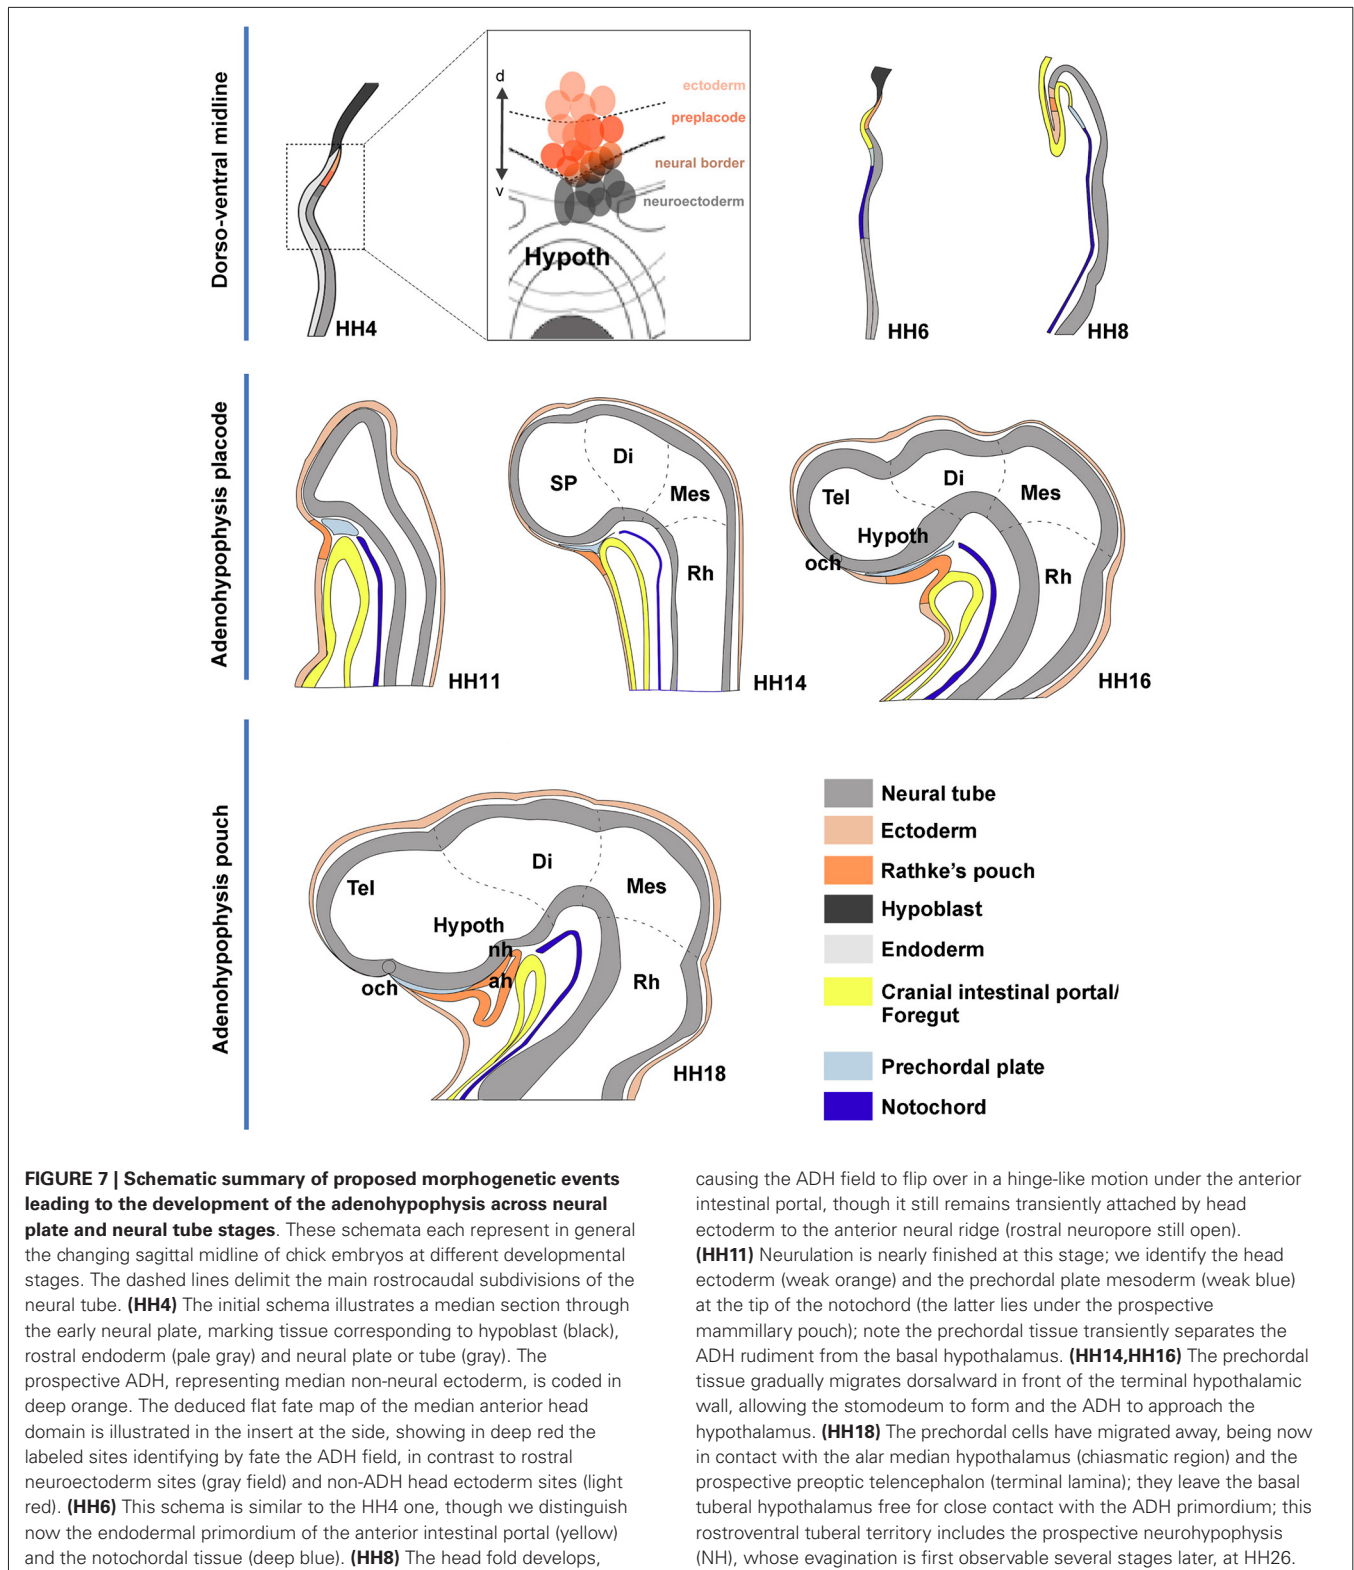 Dorso-ventral midline
d
v
ectoderm
preplacode
neural border
neuroectoderm
Hypoth
HH4
HH6
HH8
Adenohypophysis placode
HH11
SP
Di
Mes
Rh
HH14
Tel
Di
Mes
Hypoth
och
Rh
HH16
Adenohypophysis pouch
Tel
Di
Mes
Hypoth
nh
ah
och
Rh
HH18
Neural tube
Ectoderm
Rathke's pouch
Hypoblast
Endoderm
Cranial intestinal portal/
Foregut
Prechordal plate
Notochord
FIGURE 7 | Schematic summary of proposed morphogenetic events
leading to the development of the adenohypophysis across neural
plate and neural tube stages. These schemata each represent in general
the changing sagittal midline of chick embryos at different developmental
stages. The dashed lines delimit the main rostrocaudal subdivisions of the
neural tube. (HH4) The initial schema illustrates a median section through
the early neural plate, marking tissue corresponding to hypoblast (black),
rostral endoderm (pale gray) and neural plate or tube (gray). The
prospective ADH, representing median non-neural ectoderm, is coded in
deep orange. The deduced flat fate map of the median anterior head
domain is illustrated in the insert at the side, showing in deep red the
labeled sites identifying by fate the ADH field, in contrast to rostral
neuroectoderm sites (gray field) and non-ADH head ectoderm sites (light
red). (HH6) This schema is similar to the HH4 one, though we distinguish
now the endodermal primordium of the anterior intestinal portal (yellow)
and the notochordal tissue (deep blue). (HH8) The head fold develops,
causing the ADH field to flip over in a hinge-like motion under the anterior
intestinal portal, though it still remains transiently attached by head
ectoderm to the anterior neural ridge (rostral neuropore still open).
(HH11) Neurulation is nearly finished at this stage; we identify the head
ectoderm (weak orange) and the prechordal plate mesoderm (weak blue)
at the tip of the notochord (the latter lies under the prospective
mammillary pouch); note the prechordal tissue transiently separates the
ADH rudiment from the basal hypothalamus. (HH14,HH16) The prechordal
tissue gradually migrates dorsalward in front of the terminal hypothalamic
wall, allowing the stomodeum to form and the ADH to approach the
hypothalamus. (HH18) The prechordal cells have migrated away, being now
in contact with the alar median hypothalamus (chiasmatic region) and the
prospective preoptic telencephalon (terminal lamina); they leave the basal
tuberal hypothalamus free for close contact with the ADH primordium; this
rostroventral tuberal territory includes the prospective neurohypophysis
(NH), whose evagination is first observable several stages later, at HH26.